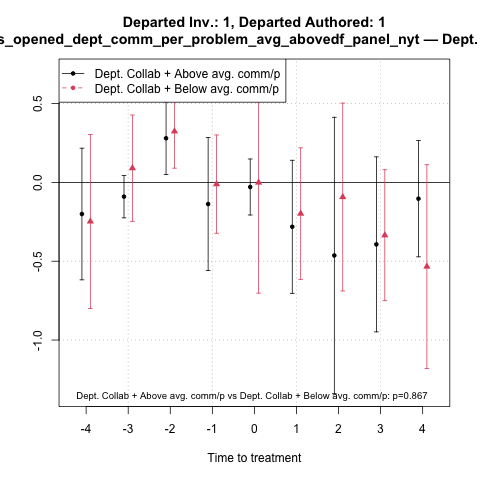 Departed Inv.: 1, Departed Authored: 1
s_opened_dept_comm_per_problem_avg_abovedf_panel_nyt — Dept.
Dept. Collab + Above avg. comm/p
Dept. Collab + Below avg. comm/p
0.5
0.0
-0.5
-1.0
Dept. Collab + Above avg. comm/p vs Dept. Collab + Below avg. comm/p: p=0.867
-4 -3 -2 -1 0 1 2 3 4
Time to treatment